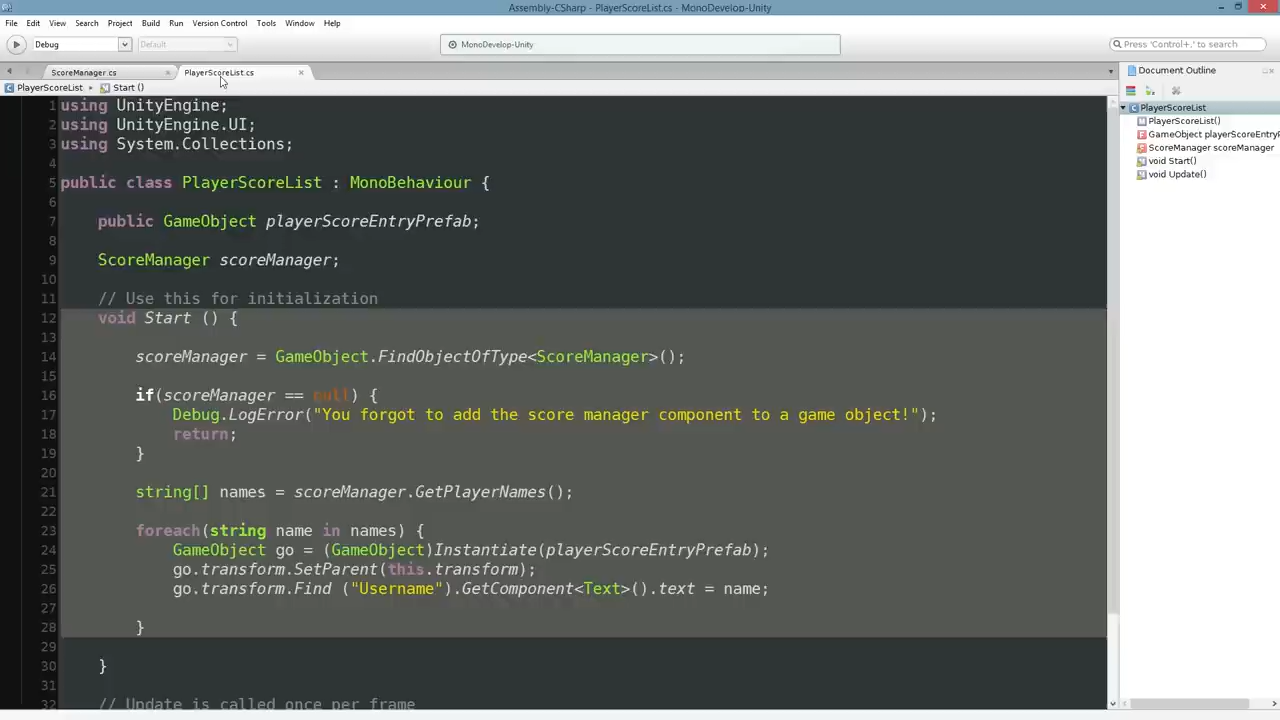 Assembly-CSharp - PlayerScoreList.cs - MonoDevelop-Unity
File Edit View Search Project Build Run Version Control Tools Window Help
Debug Default MonoDevelop-Unity Press 'Control+,' to search
ScoreManager.cs PlayerScoreList.cs Document Outline
PlayerScoreList Start ()
PlayerScoreList
PlayerScoreList()
GameObject playerScoreEntryP
ScoreManager scoreManager
void Start()
void Update()
1 using UnityEngine;
2 using UnityEngine.UI;
3 using System.Collections;
4
5 public class PlayerScoreList : MonoBehaviour {
6
7 public GameObject playerScoreEntryPrefab;
8
9 ScoreManager scoreManager;
10
11 // Use this for initialization
12 void Start () {
13
14 scoreManager = GameObject.FindObjectOfType<ScoreManager>();
15
16 if(scoreManager == null) {
17 Debug.LogError("You forgot to add the score manager component to a game object!");
18 return;
19 }
20
21 string[] names = scoreManager.GetPlayerNames();
22
23 foreach(string name in names) {
24 GameObject go = (GameObject)Instantiate(playerScoreEntryPrefab);
25 go.transform.SetParent(this.transform);
26 go.transform.Find ("Username").GetComponent<Text>().text = name;
27
28 }
29
30 }
31
32 // Update is called once per frame